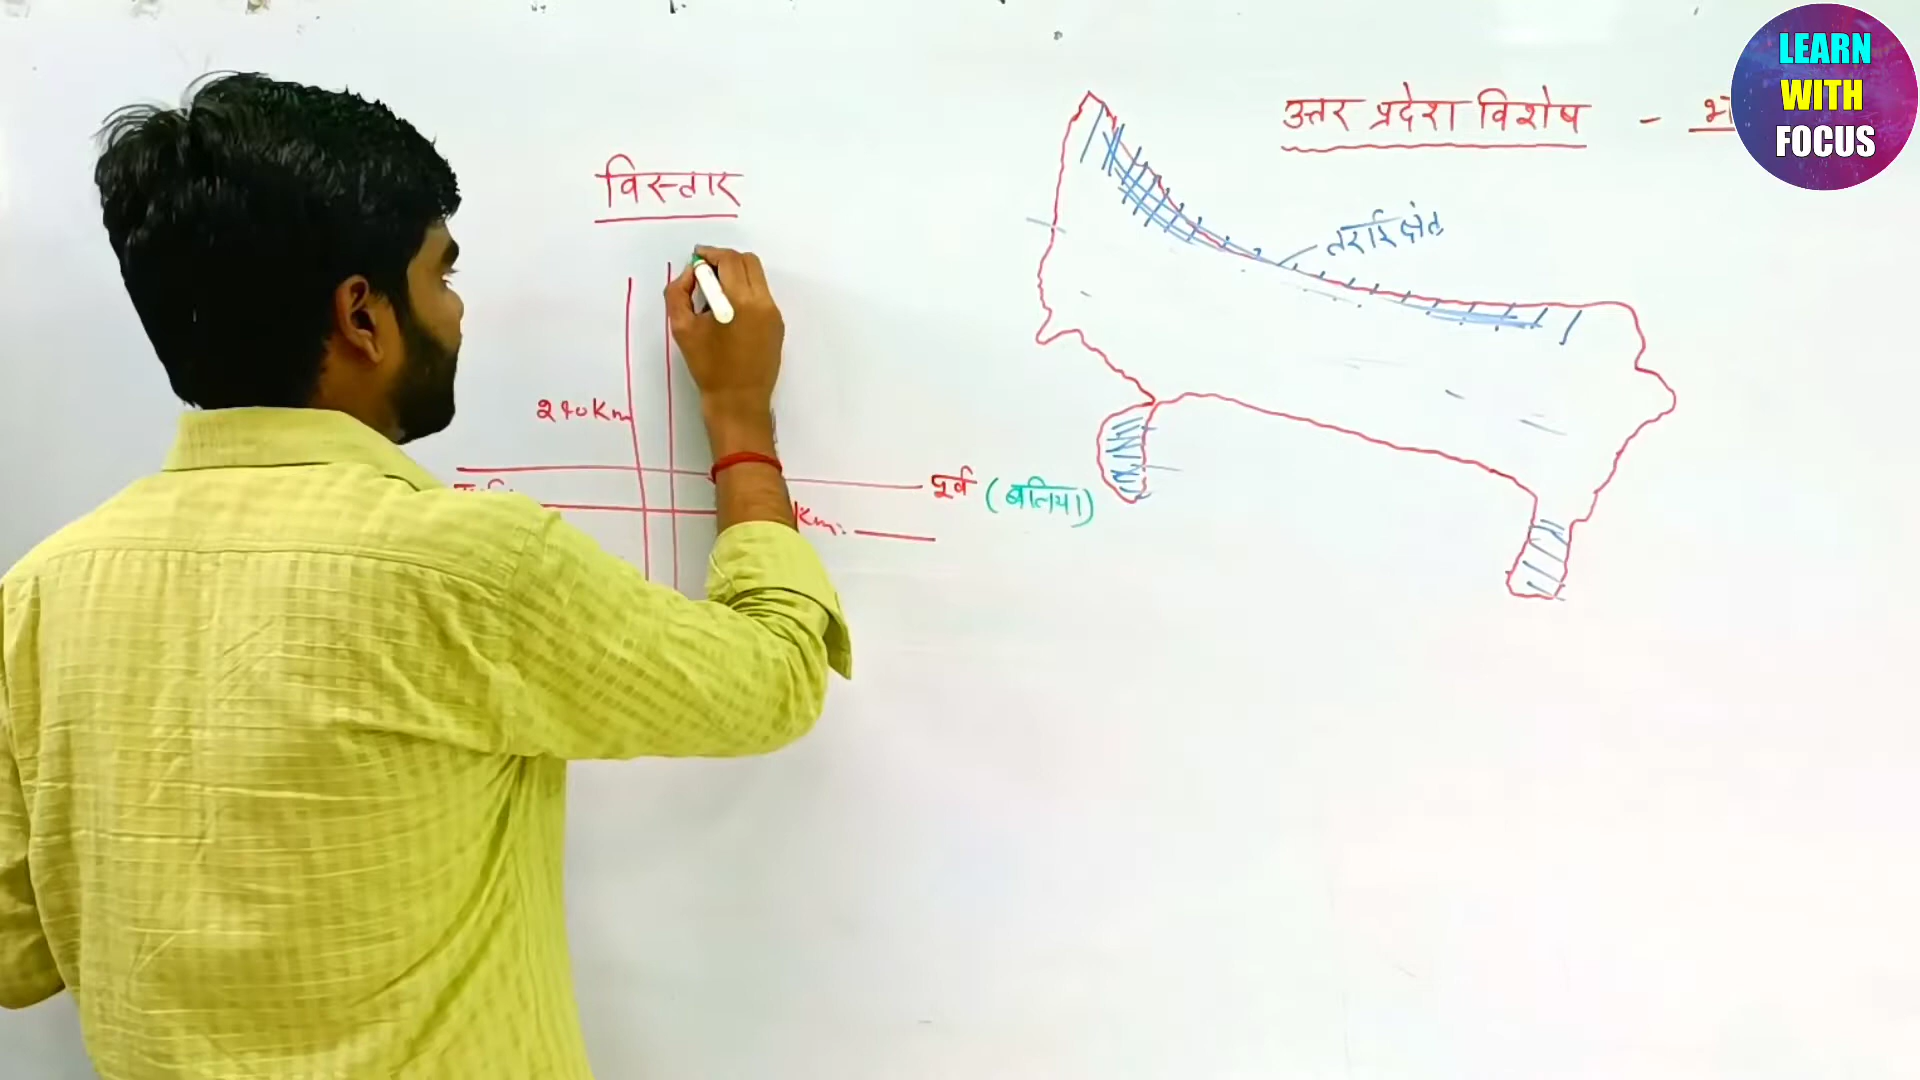 LEARN
WITH
FOCUS
उत्तर प्रदेश विशेष -
विस्तार
तराई क्षेत्र
240Km
पूर्व (बलिया)
Km.